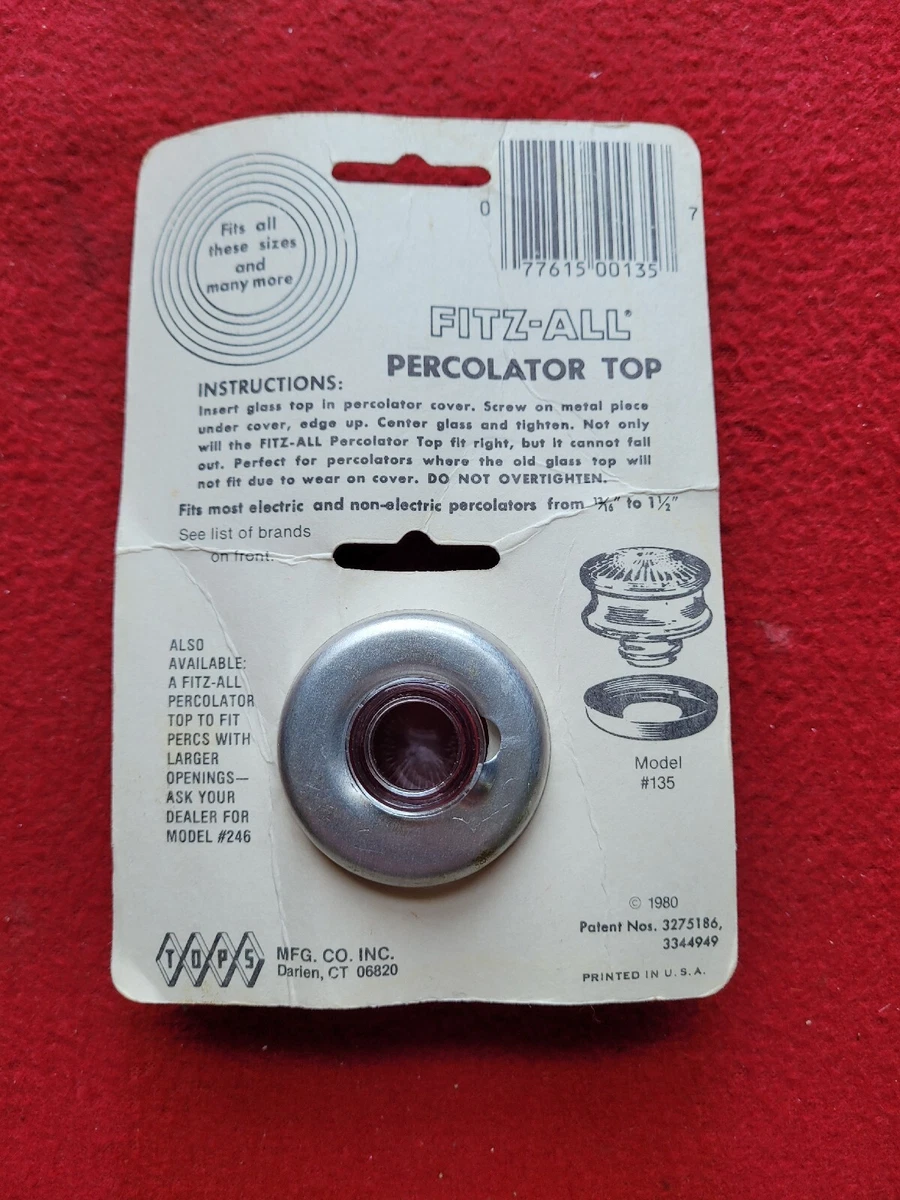 Fits all
these sizes
and
many more
0
77615 00135
7
FITZ-ALL®
PERCOLATOR TOP
INSTRUCTIONS:
Insert glass top in percolator cover. Screw on metal piece
under cover, edge up. Center glass and tighten. Not only
will the FITZ-ALL Percolator Top fit right, but it cannot fall
out. Perfect for percolators where the old glass top will
not fit due to wear on cover. DO NOT OVERTIGHTEN.
Fits most electric and non-electric percolators from 13/16" to 1½"
See list of brands
on front.
ALSO
AVAILABLE:
A FITZ-ALL
PERCOLATOR
TOP TO FIT
PERCS WITH
LARGER
OPENINGS—
ASK YOUR
DEALER FOR
MODEL #246
Model
#135
© 1980
Patent Nos. 3275186,
3344949
PRINTED IN U.S.A.
TOPS
MFG. CO. INC.
Darien, CT 06820